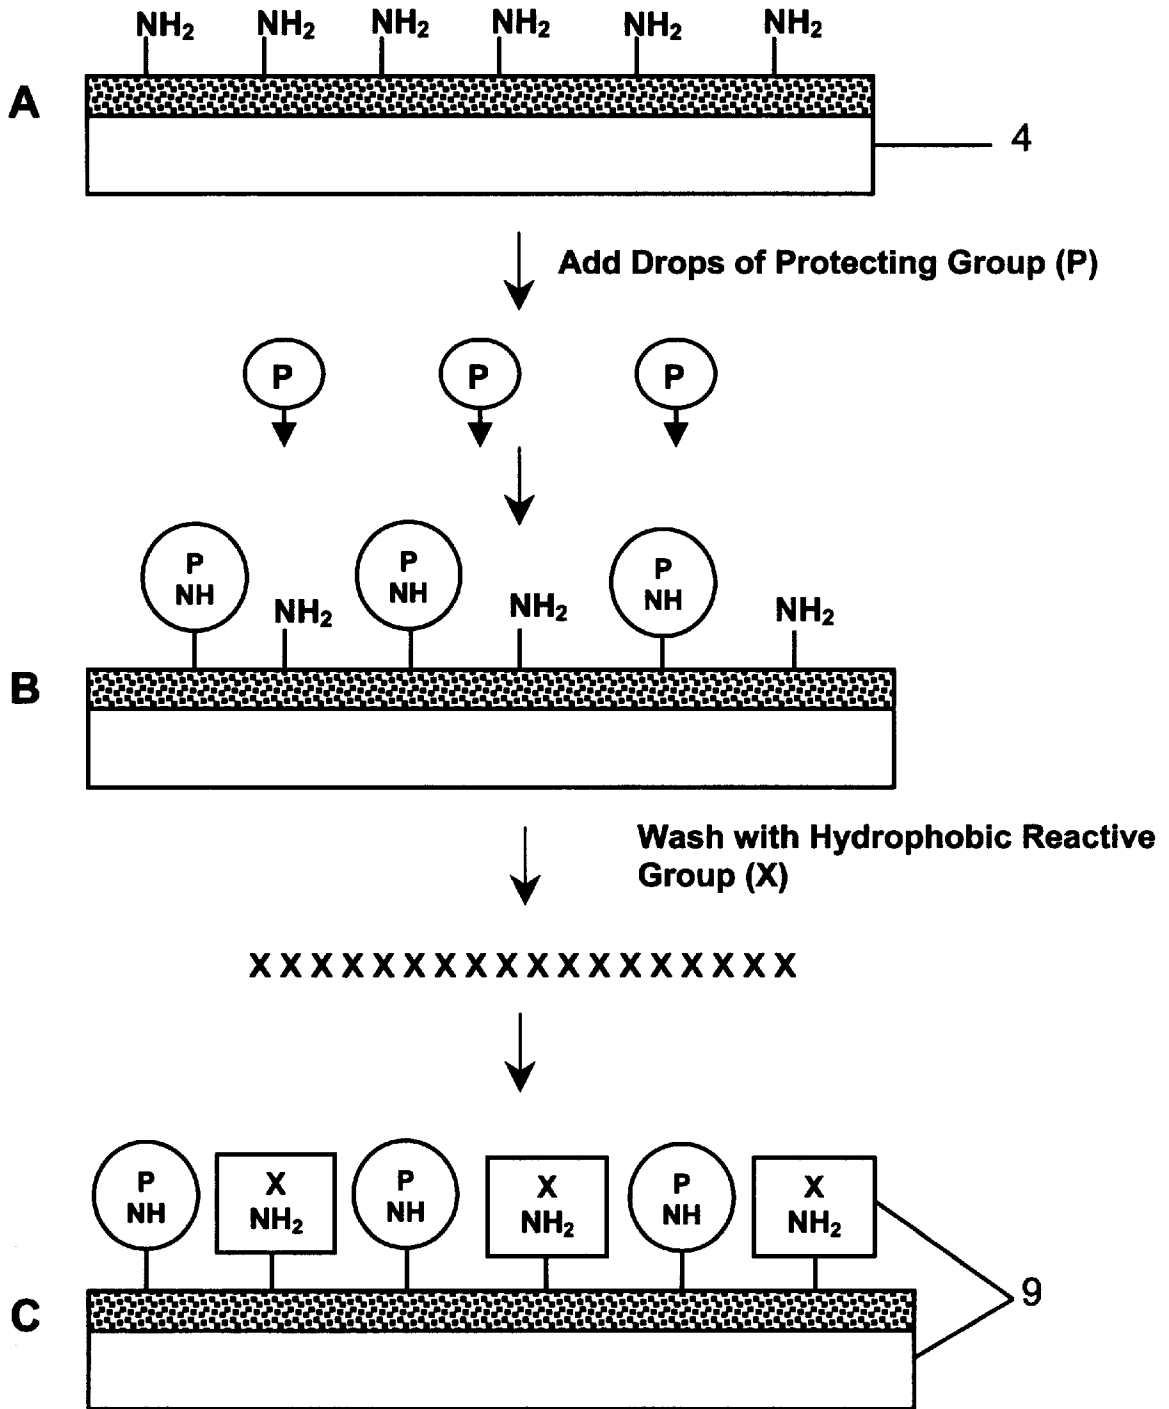 NH₂ NH₂ NH₂ NH₂ NH₂ NH₂
A
4
Add Drops of Protecting Group (P)
P P P
P P P
NH NH NH
NH₂ NH₂ NH₂
B
Wash with Hydrophobic Reactive
Group (X)
X X X X X X X X X X X X X X X X X X
P X P X P X
NH NH₂ NH NH₂ NH NH₂
9
C